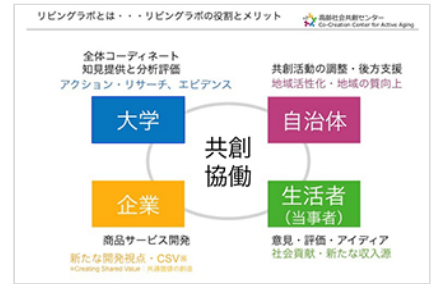 リビングラボとは・・・リビングラボの役割とメリット
高齢社会共創センター
Co-Creation Center for Active Aging
全体コーディネート
知見提供と分析評価
アクション・リサーチ、エビデンス
大学
共創活動の調整・後方支援
地域活性化・地域の質向上
自治体
共創
協働
企業
商品サービス開発
新たな開発視点・CSV※
※Creating Shared Value：共通価値の創造
生活者
（当事者）
意見・評価・アイディア
社会貢献・新たな収入源